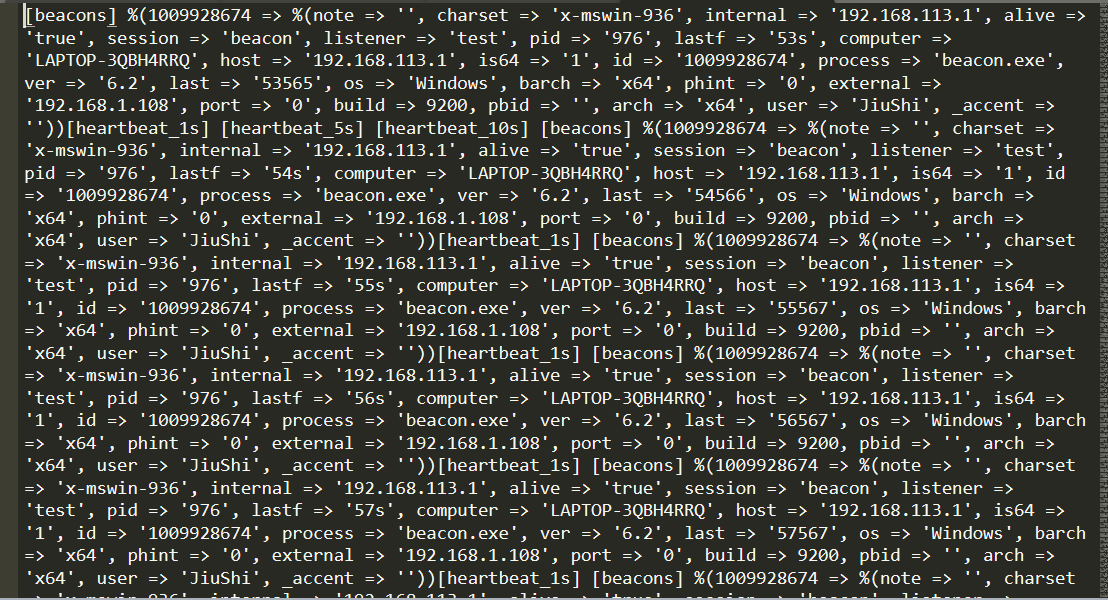 [beacons] %(1009928674 => %(note => '', charset => 'x-mswin-936', internal => '192.168.113.1', alive =>
'true', session => 'beacon', listener => 'test', pid => '976', lastf => '53s', computer =>
'LAPTOP-3QBH4RRQ', host => '192.168.113.1', is64 => '1', id => '1009928674', process => 'beacon.exe',
ver => '6.2', last => '53565', os => 'Windows', barch => 'x64', phint => '0', external =>
'192.168.1.108', port => '0', build => 9200, pbid => '', arch => 'x64', user => 'JiuShi', _accent =>
''))[heartbeat_1s] [heartbeat_5s] [heartbeat_10s] [beacons] %(1009928674 => %(note => '', charset =>
'x-mswin-936', internal => '192.168.113.1', alive => 'true', session => 'beacon', listener => 'test',
pid => '976', lastf => '54s', computer => 'LAPTOP-3QBH4RRQ', host => '192.168.113.1', is64 => '1', id
=> '1009928674', process => 'beacon.exe', ver => '6.2', last => '54566', os => 'Windows', barch =>
'x64', phint => '0', external => '192.168.1.108', port => '0', build => 9200, pbid => '', arch =>
'x64', user => 'JiuShi', _accent => ''))[heartbeat_1s] [beacons] %(1009928674 => %(note => '', charset
=> 'x-mswin-936', internal => '192.168.113.1', alive => 'true', session => 'beacon', listener =>
'test', pid => '976', lastf => '55s', computer => 'LAPTOP-3QBH4RRQ', host => '192.168.113.1', is64 =>
'1', id => '1009928674', process => 'beacon.exe', ver => '6.2', last => '55567', os => 'Windows', barch
=> 'x64', phint => '0', external => '192.168.1.108', port => '0', build => 9200, pbid => '', arch =>
'x64', user => 'JiuShi', _accent => ''))[heartbeat_1s] [beacons] %(1009928674 => %(note => '', charset
=> 'x-mswin-936', internal => '192.168.113.1', alive => 'true', session => 'beacon', listener =>
'test', pid => '976', lastf => '56s', computer => 'LAPTOP-3QBH4RRQ', host => '192.168.113.1', is64 =>
'1', id => '1009928674', process => 'beacon.exe', ver => '6.2', last => '56567', os => 'Windows', barch
=> 'x64', phint => '0', external => '192.168.1.108', port => '0', build => 9200, pbid => '', arch =>
'x64', user => 'JiuShi', _accent => ''))[heartbeat_1s] [beacons] %(1009928674 => %(note => '', charset
=> 'x-mswin-936', internal => '192.168.113.1', alive => 'true', session => 'beacon', listener =>
'test', pid => '976', lastf => '57s', computer => 'LAPTOP-3QBH4RRQ', host => '192.168.113.1', is64 =>
'1', id => '1009928674', process => 'beacon.exe', ver => '6.2', last => '57567', os => 'Windows', barch
=> 'x64', phint => '0', external => '192.168.1.108', port => '0', build => 9200, pbid => '', arch =>
'x64', user => 'JiuShi', _accent => ''))[heartbeat_1s] [beacons] %(1009928674 => %(note => '', charset